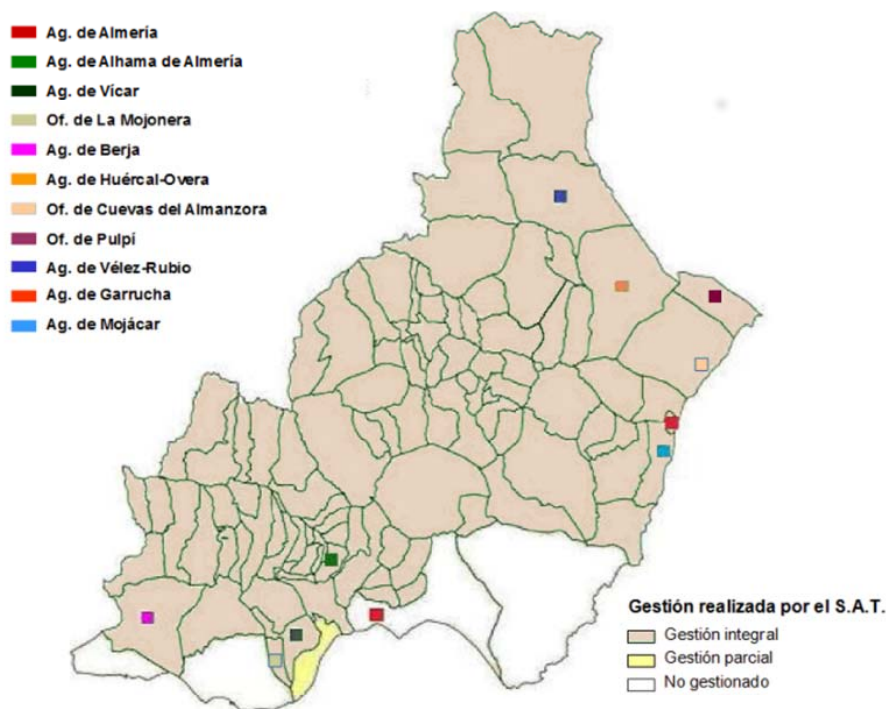 Ag. de Almería
Ag. de Alhama de Almería
Ag. de Vícar
Of. de La Mojonera
Ag. de Berja
Ag. de Huércal-Overa
Of. de Cuevas del Almanzora
Of. de Pulpí
Ag. de Vélez-Rubio
Ag. de Garrucha
Ag. de Mojácar
Gestión realizada por el S.A.T.
Gestión integral
Gestión parcial
No gestionado